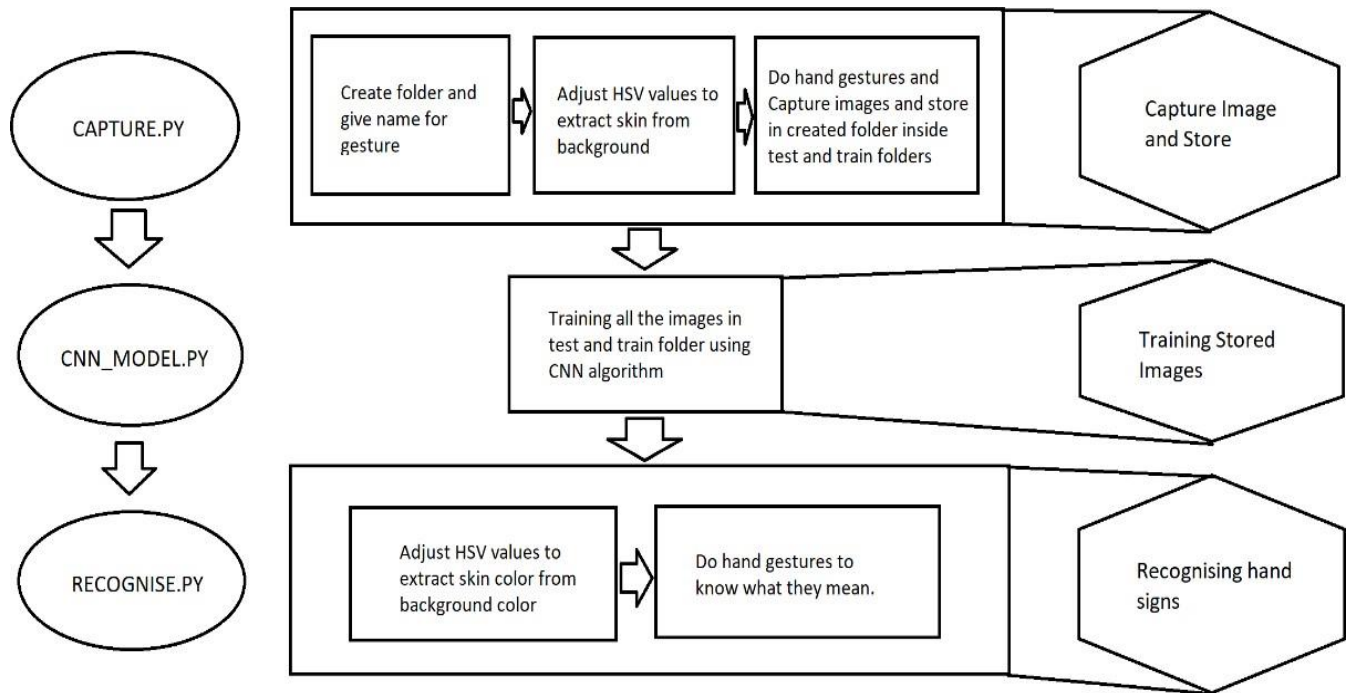 CAPTURE.PY
Create folder and
give name for
gesture
Adjust HSV values to
extract skin from
background
Do hand gestures and
Capture images and store
in created folder inside
test and train folders
Capture Image
and Store
CNN_MODEL.PY
Training all the images in
test and train folder using
CNN algorithm
Training Stored
Images
RECOGNISE.PY
Adjust HSV values to
extract skin color from
background color
Do hand gestures to
know what they mean.
Recognising hand
signs